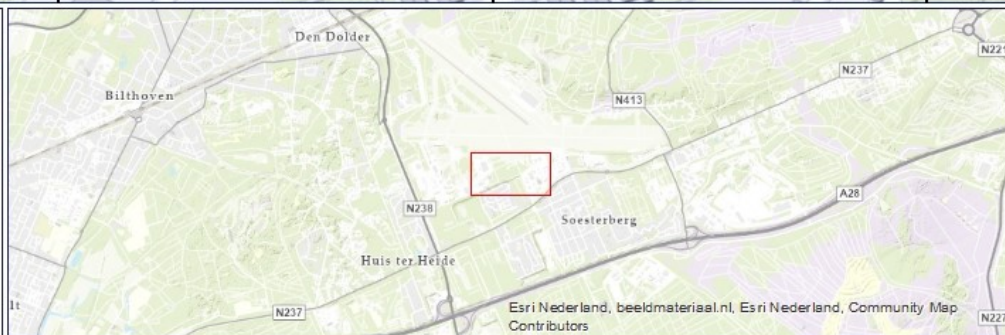 Den Dolder
N221
N237
Bilthoven
N413
A28
N238
Soesterberg
Huis ter Heide
lt
N237
Esri Nederland, beeldmateriaal.nl, Esri Nederland, Community Map
Contributors